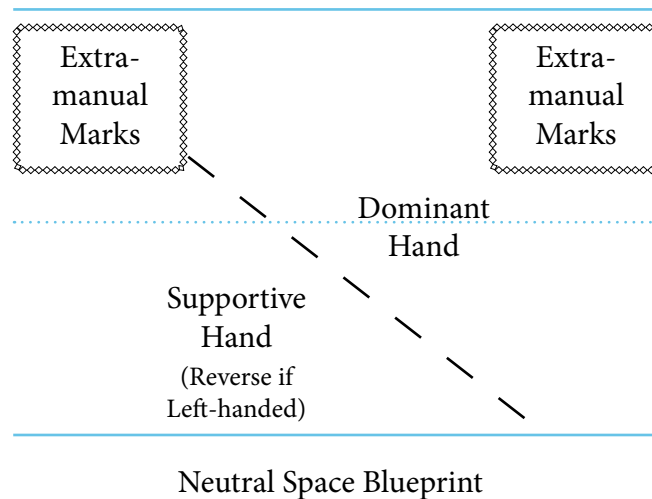 Extra-
manual
Marks
Extra-
manual
Marks
Dominant
Hand
Supportive
Hand
(Reverse if
Left-handed)
Neutral Space Blueprint